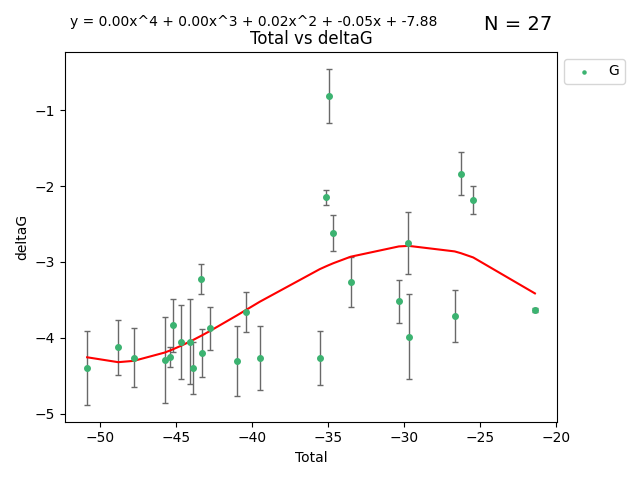 y = 0.00x^4 + 0.00x^3 + 0.02x^2 + -0.05x + -7.88
N = 27
Total vs deltaG
G
deltaG
−1
−2
−3
−4
−5
−50 −45 −40 −35 −30 −25 −20
Total